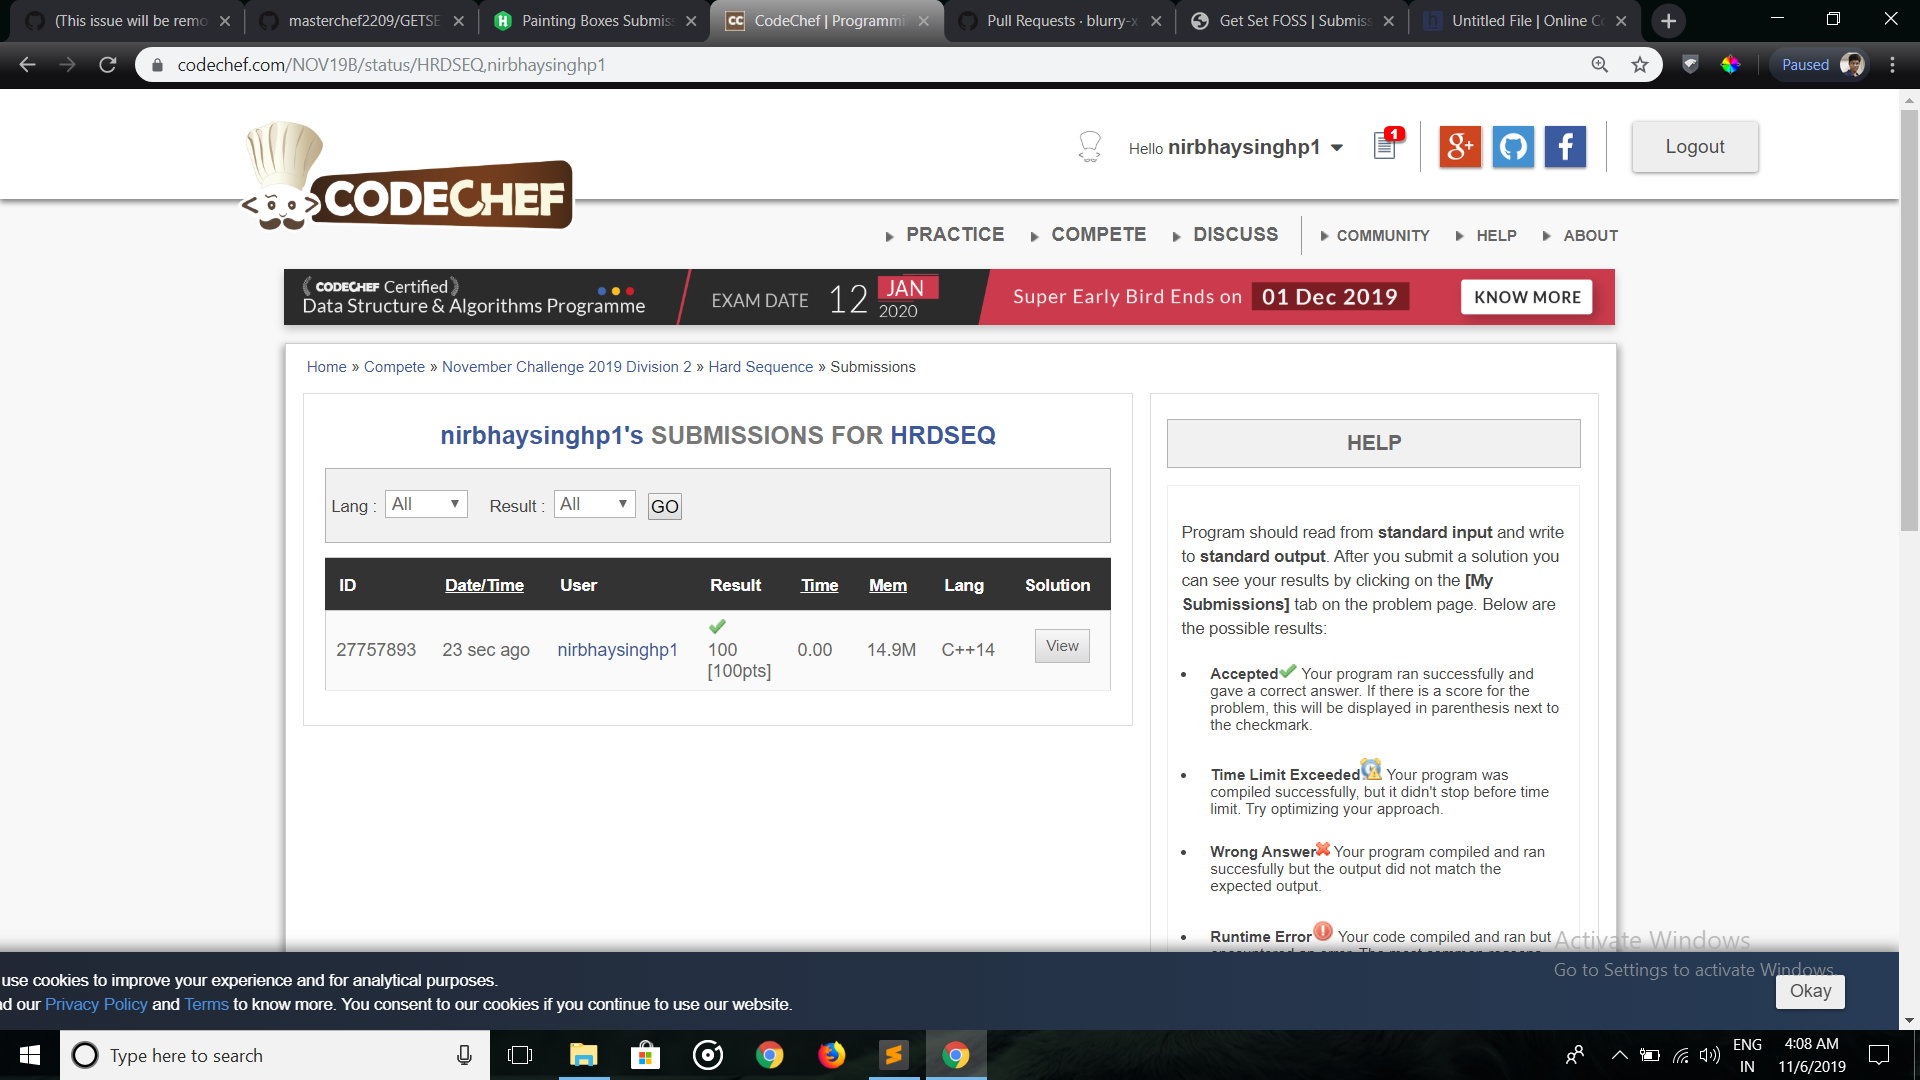 (This issue will be remo
masterchef2209/GETSE
Painting Boxes Submiss
CodeChef | Programmin
Pull Requests · blurry-x
Get Set FOSS | Submiss
Untitled File | Online Co
codechef.com/NOV19B/status/HRDSEQ,nirbhaysinghp1
Paused
CODECHEF
Hello nirbhaysinghp1
1
Logout
PRACTICE
COMPETE
DISCUSS
COMMUNITY
HELP
ABOUT
CODECHEF Certified
Data Structure & Algorithms Programme
EXAM DATE 12 JAN 2020
Super Early Bird Ends on 01 Dec 2019
KNOW MORE
Home » Compete » November Challenge 2019 Division 2 » Hard Sequence » Submissions
nirbhaysinghp1's SUBMISSIONS FOR HRDSEQ
Lang : All Result : All GO
ID Date/Time User Result Time Mem Lang Solution
27757893 23 sec ago nirbhaysinghp1 100 [100pts] 0.00 14.9M C++14 View
HELP
Program should read from standard input and write
to standard output. After you submit a solution you
can see your results by clicking on the [My
Submissions] tab on the problem page. Below are
the possible results:
Accepted Your program ran successfully and
gave a correct answer. If there is a score for the
problem, this will be displayed in parenthesis next to
the checkmark.
Time Limit Exceeded Your program was
compiled successfully, but it didn't stop before time
limit. Try optimizing your approach.
Wrong Answer Your program compiled and ran
succesfully but the output did not match the
expected output.
Runtime Error Your code compiled and ran but
Activate Windows
Go to Settings to activate Windows.
use cookies to improve your experience and for analytical purposes.
ad our Privacy Policy and Terms to know more. You consent to our cookies if you continue to use our website.
Okay
Type here to search
ENG
IN
4:08 AM
11/6/2019